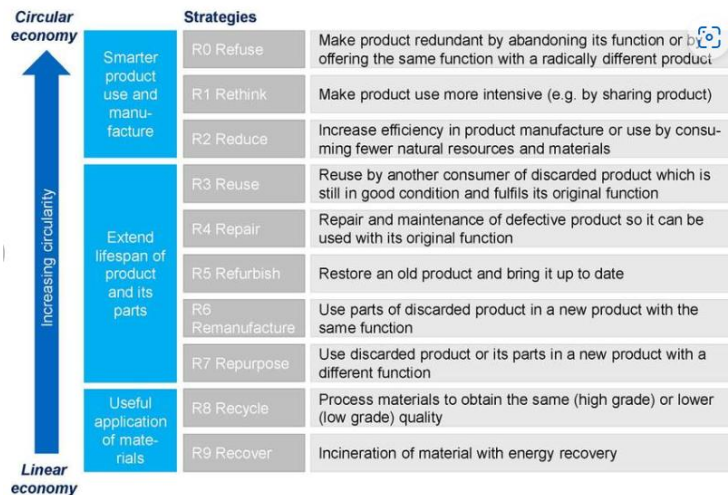 Circular
economy
Strategies
Increasing circularity
Smarter
product
use and
manu-
facture
R0 Refuse
Make product redundant by abandoning its function or by
offering the same function with a radically different product
R1 Rethink
Make product use more intensive (e.g. by sharing product)
R2 Reduce
Increase efficiency in product manufacture or use by consu-
ming fewer natural resources and materials
Extend
lifespan of
product
and its
parts
R3 Reuse
Reuse by another consumer of discarded product which is
still in good condition and fulfils its original function
R4 Repair
Repair and maintenance of defective product so it can be
used with its original function
R5 Refurbish
Restore an old product and bring it up to date
R6
Remanufacture
Use parts of discarded product in a new product with the
same function
R7 Repurpose
Use discarded product or its parts in a new product with a
different function
Useful
application
of mate-
rials
R8 Recycle
Process materials to obtain the same (high grade) or lower
(low grade) quality
R9 Recover
Incineration of material with energy recovery
Linear
economy